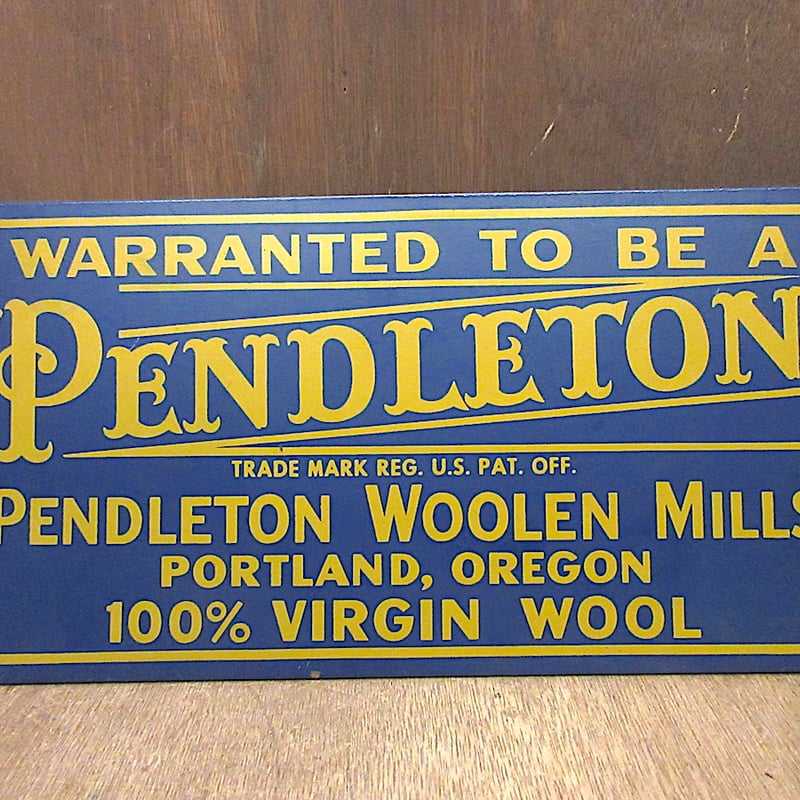 WARRANTED TO BE A
PENDLETON
TRADE MARK REG. U.S. PAT. OFF.
PENDLETON WOOLEN MILLS
PORTLAND, OREGON
100% VIRGIN WOOL